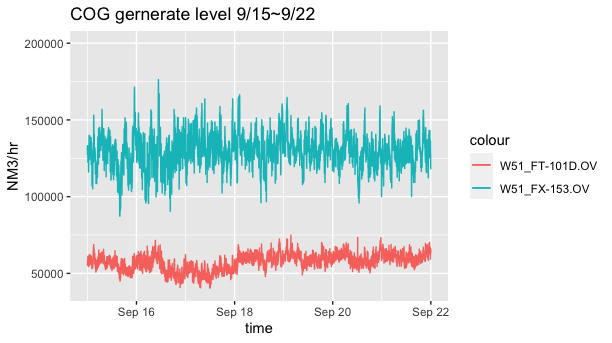 COG gernerate level 9/15~9/22
200000
150000
100000
50000
NM3/hr
Sep 16
Sep 18
Sep 20
Sep 22
time
colour
W51_FT-101D.OV
W51_FX-153.OV